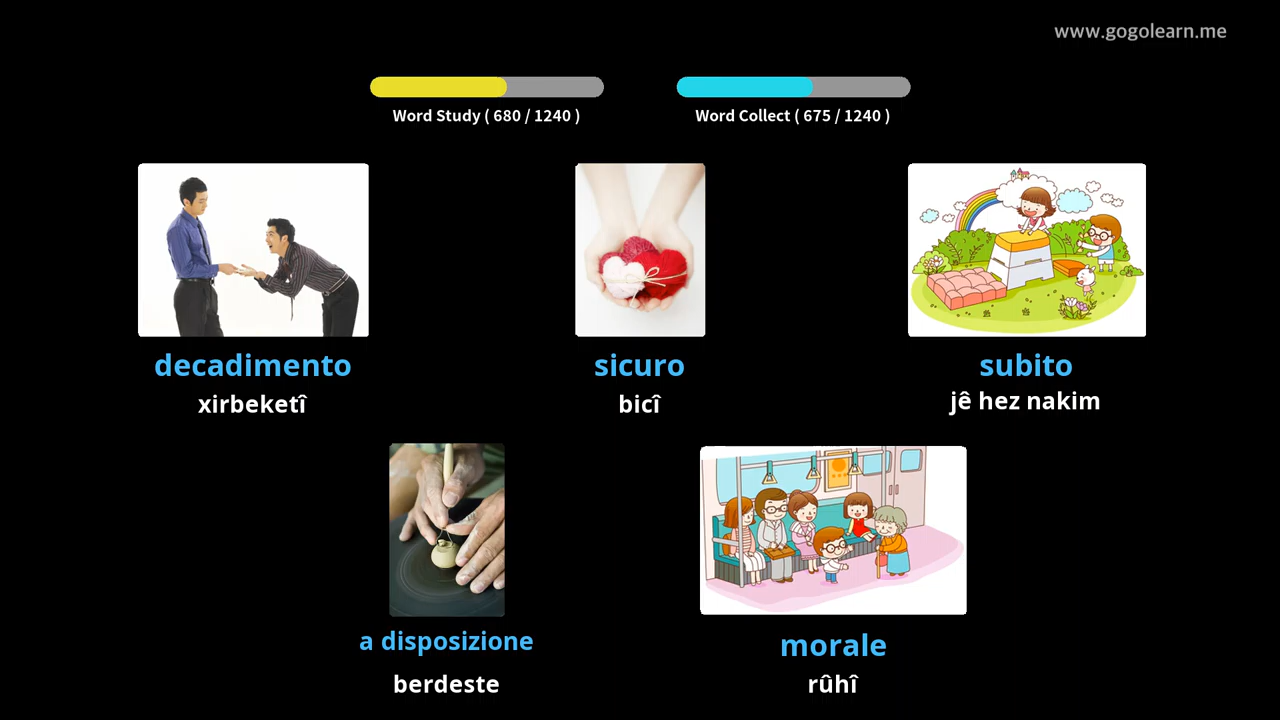 www.gogolearn.me
Word Study ( 680 / 1240 )
Word Collect ( 675 / 1240 )
decadimento
xirbeketî
sicuro
bicî
subito
jê hez nakim
a disposizione
berdeste
morale
rûhî